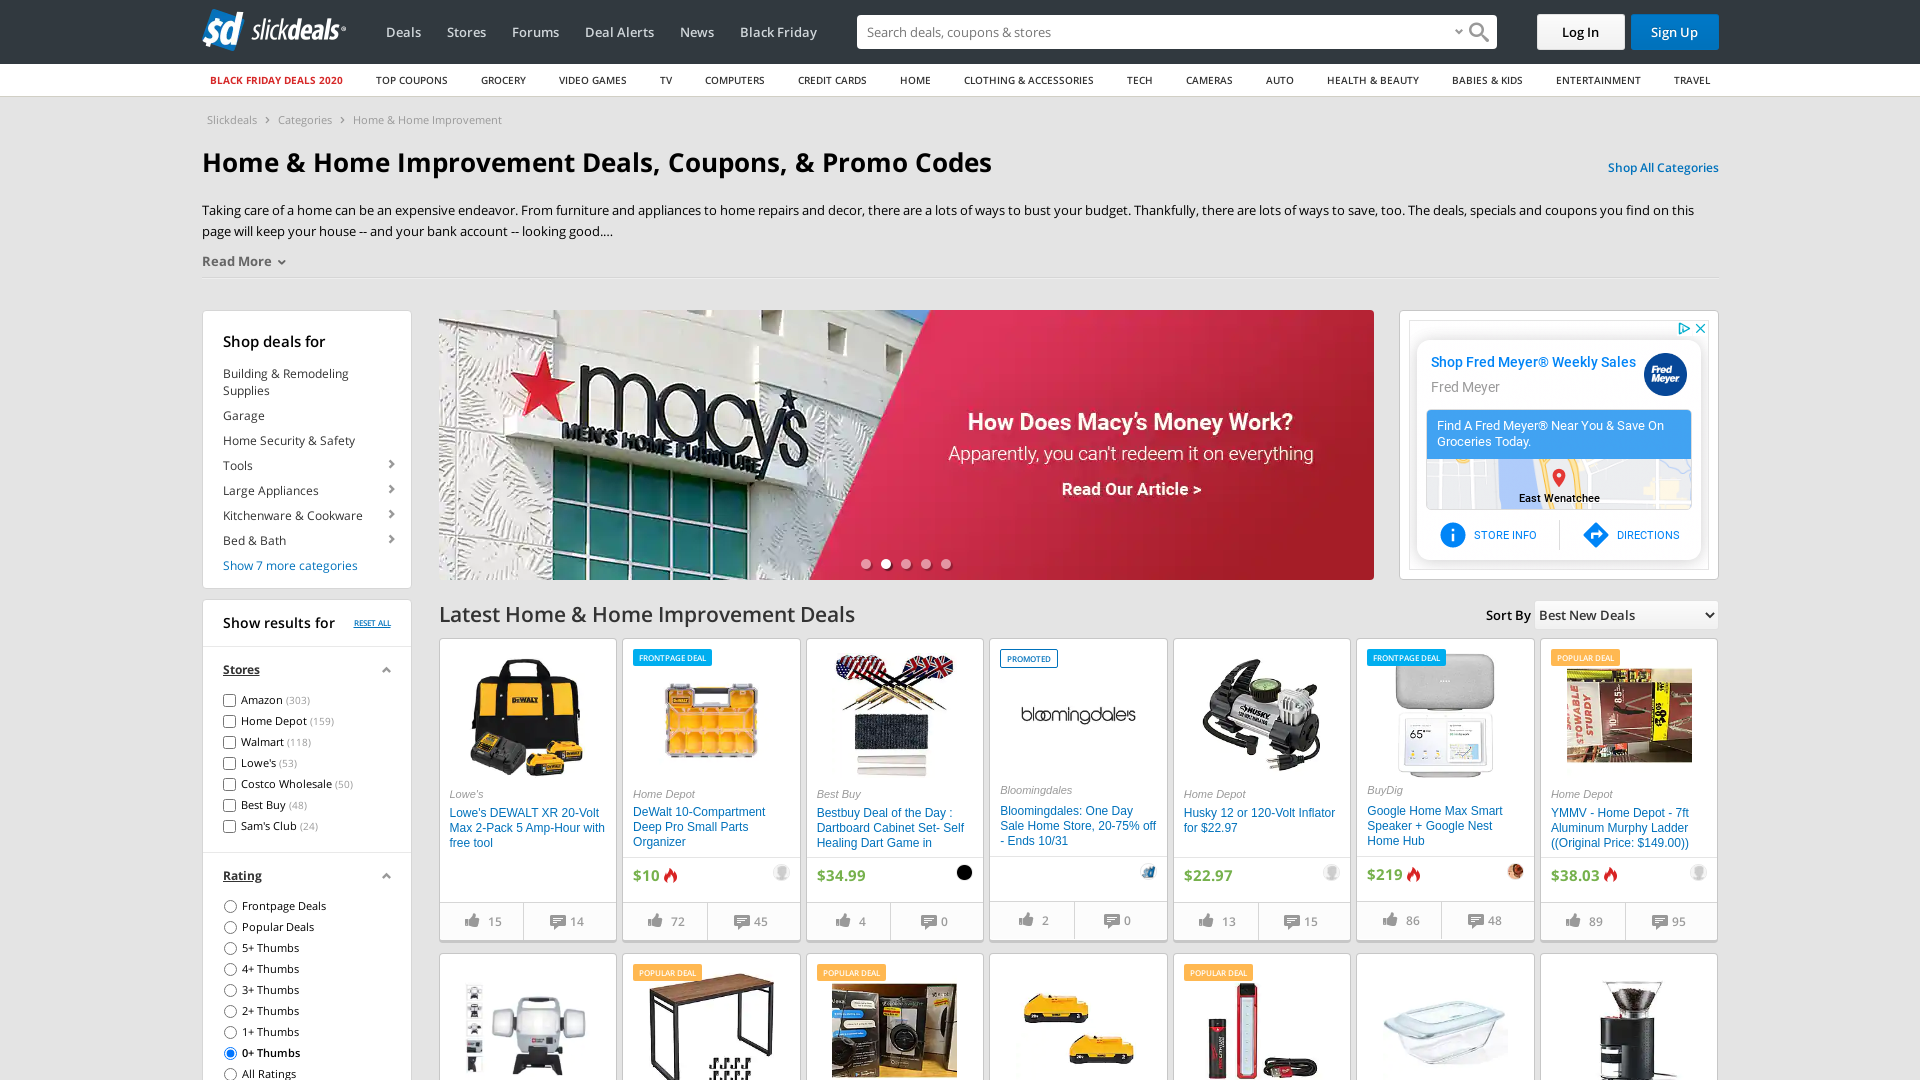 slickdeals
Deals
Stores
Forums
Deal Alerts
News
Black Friday
Search deals, coupons & stores
Log In
Sign Up
BLACK FRIDAY DEALS 2020
TOP COUPONS
GROCERY
VIDEO GAMES
TV
COMPUTERS
CREDIT CARDS
HOME
CLOTHING & ACCESSORIES
TECH
CAMERAS
AUTO
HEALTH & BEAUTY
BABIES & KIDS
ENTERTAINMENT
TRAVEL
Slickdeals > Categories > Home & Home Improvement
Home & Home Improvement Deals, Coupons, & Promo Codes
Shop All Categories
Taking care of a home can be an expensive endeavor. From furniture and appliances to home repairs and decor, there are a lots of ways to bust your budget. Thankfully, there are lots of ways to save, too. The deals, specials and coupons you find on this
page will keep your house -- and your bank account -- looking good....
Read More
Shop deals for
Building & Remodeling
Supplies
Garage
Home Security & Safety
Tools
Large Appliances
Kitchenware & Cookware
Bed & Bath
Show 7 more categories
macy's
MEN'S HOME FURNITURE
How Does Macy's Money Work?
Apparently, you can't redeem it on everything
Read Our Article >
Shop Fred Meyer® Weekly Sales
Fred Meyer
Fred
Meyer
Find A Fred Meyer® Near You & Save On
Groceries Today.
East Wenatchee
STORE INFO
DIRECTIONS
Show results for
RESET ALL
Stores
Amazon (303)
Home Depot (159)
Walmart (118)
Lowe's (53)
Costco Wholesale (50)
Best Buy (48)
Sam's Club (24)
Rating
Frontpage Deals
Popular Deals
5+ Thumbs
4+ Thumbs
3+ Thumbs
2+ Thumbs
1+ Thumbs
0+ Thumbs
All Ratings
Latest Home & Home Improvement Deals
Sort By
Best New Deals
DEWALT
Lowe's
Lowe's DEWALT XR 20-Volt
Max 2-Pack 5 Amp-Hour with
free tool
15
14
FRONTPAGE DEAL
Home Depot
DeWalt 10-Compartment
Deep Pro Small Parts
Organizer
$10
72
45
Best Buy
Bestbuy Deal of the Day :
Dartboard Cabinet Set- Self
Healing Dart Game in
$34.99
4
0
PROMOTED
bloomingdale's
Bloomingdales
Bloomingdales: One Day
Sale Home Store, 20-75% off
- Ends 10/31
2
0
HUSKY
Home Depot
Husky 12 or 120-Volt Inflator
for $22.97
$22.97
13
15
FRONTPAGE DEAL
65°
BuyDig
Google Home Max Smart
Speaker + Google Nest
Home Hub
$219
86
48
POPULAR DEAL
STOWABLE
STURDY
Home Depot
YMMV - Home Depot - 7ft
Aluminum Murphy Ladder
((Original Price: $149.00))
$38.03
89
95
POPULAR DEAL
POPULAR DEAL
POPULAR DEAL